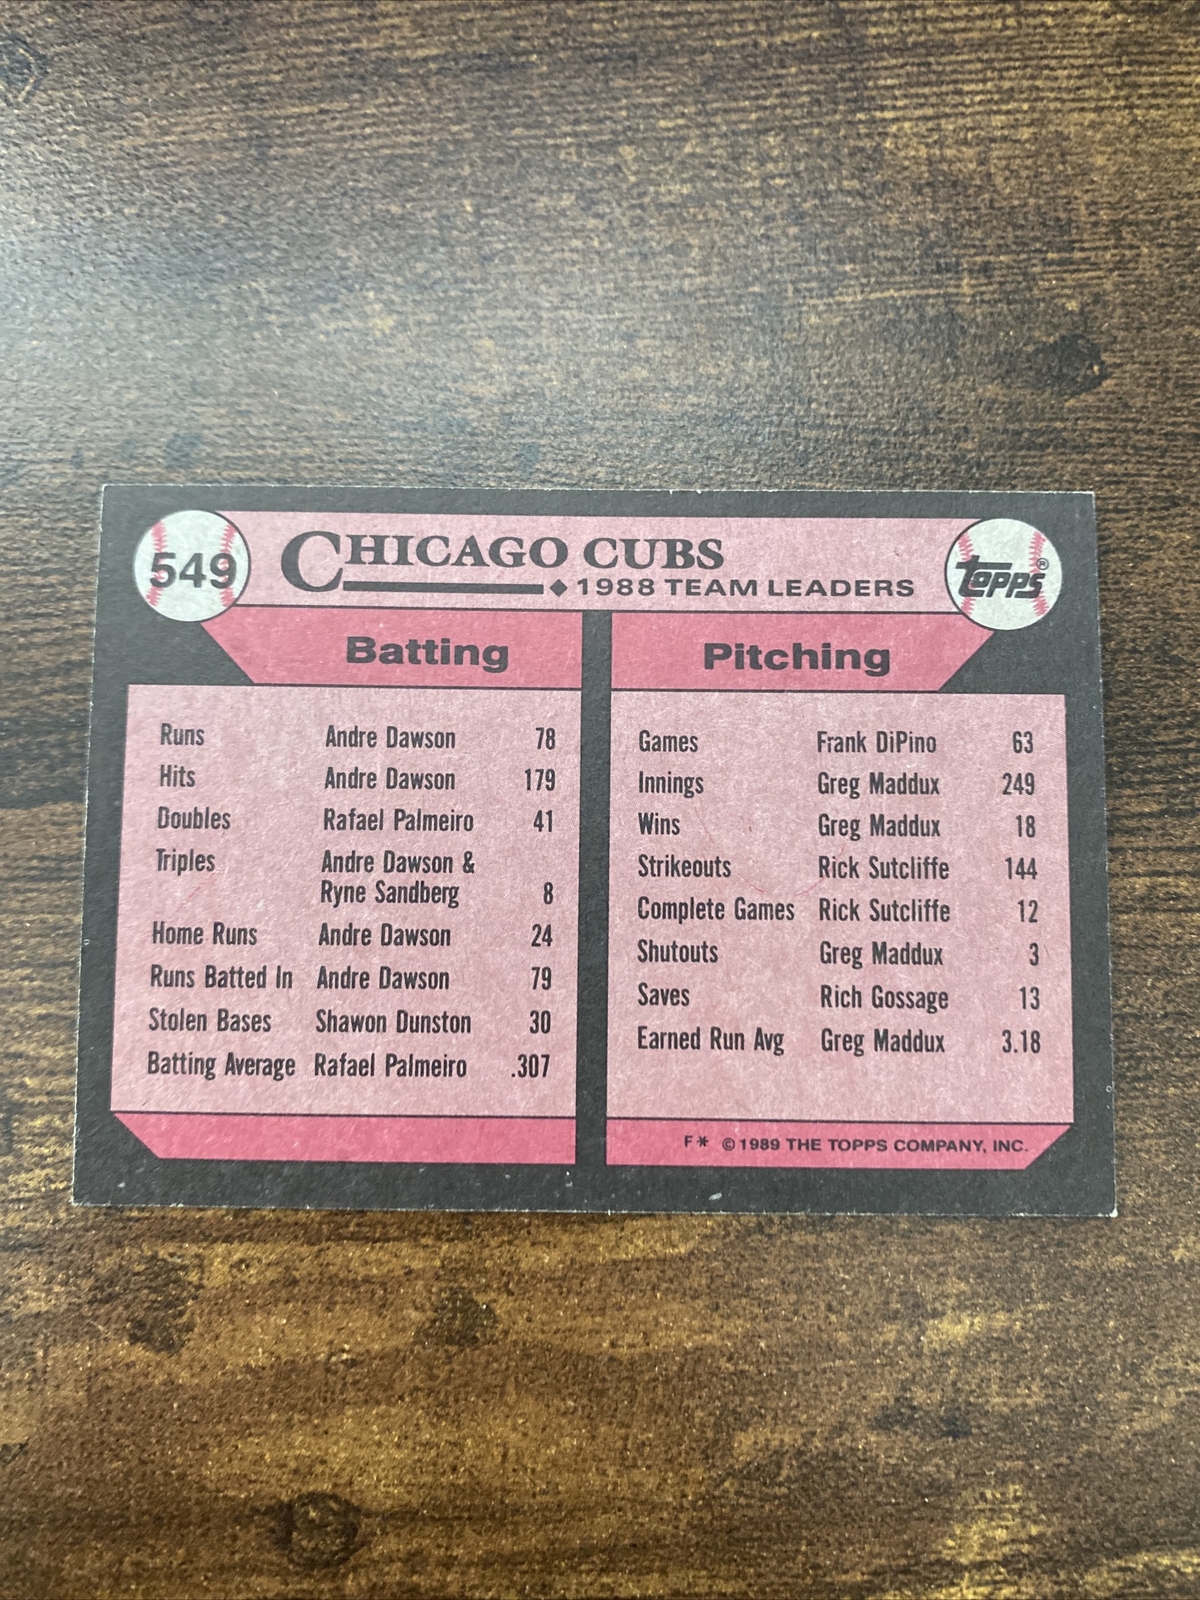 549
CHICAGO CUBS
1988 TEAM LEADERS
TOPPS®
Batting
Runs Andre Dawson 78
Hits Andre Dawson 179
Doubles Rafael Palmeiro 41
Triples Andre Dawson &
Ryne Sandberg 8
Home Runs Andre Dawson 24
Runs Batted In Andre Dawson 79
Stolen Bases Shawon Dunston 30
Batting Average Rafael Palmeiro .307
Pitching
Games Frank DiPino 63
Innings Greg Maddux 249
Wins Greg Maddux 18
Strikeouts Rick Sutcliffe 144
Complete Games Rick Sutcliffe 12
Shutouts Greg Maddux 3
Saves Rich Gossage 13
Earned Run Avg Greg Maddux 3.18
F* © 1989 THE TOPPS COMPANY, INC.